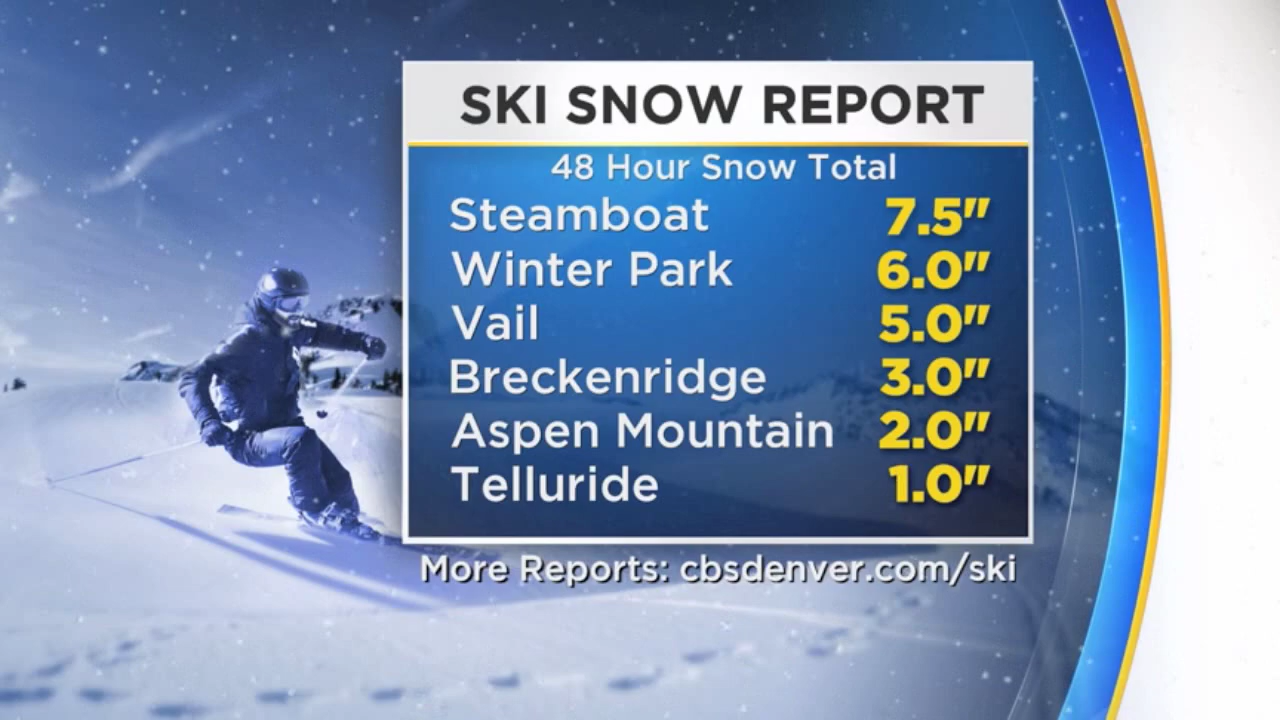 SKI SNOW REPORT
48 Hour Snow Total
Steamboat 7.5"
Winter Park 6.0"
Vail 5.0"
Breckenridge 3.0"
Aspen Mountain 2.0"
Telluride 1.0"
More Reports: cbsdenver.com/ski